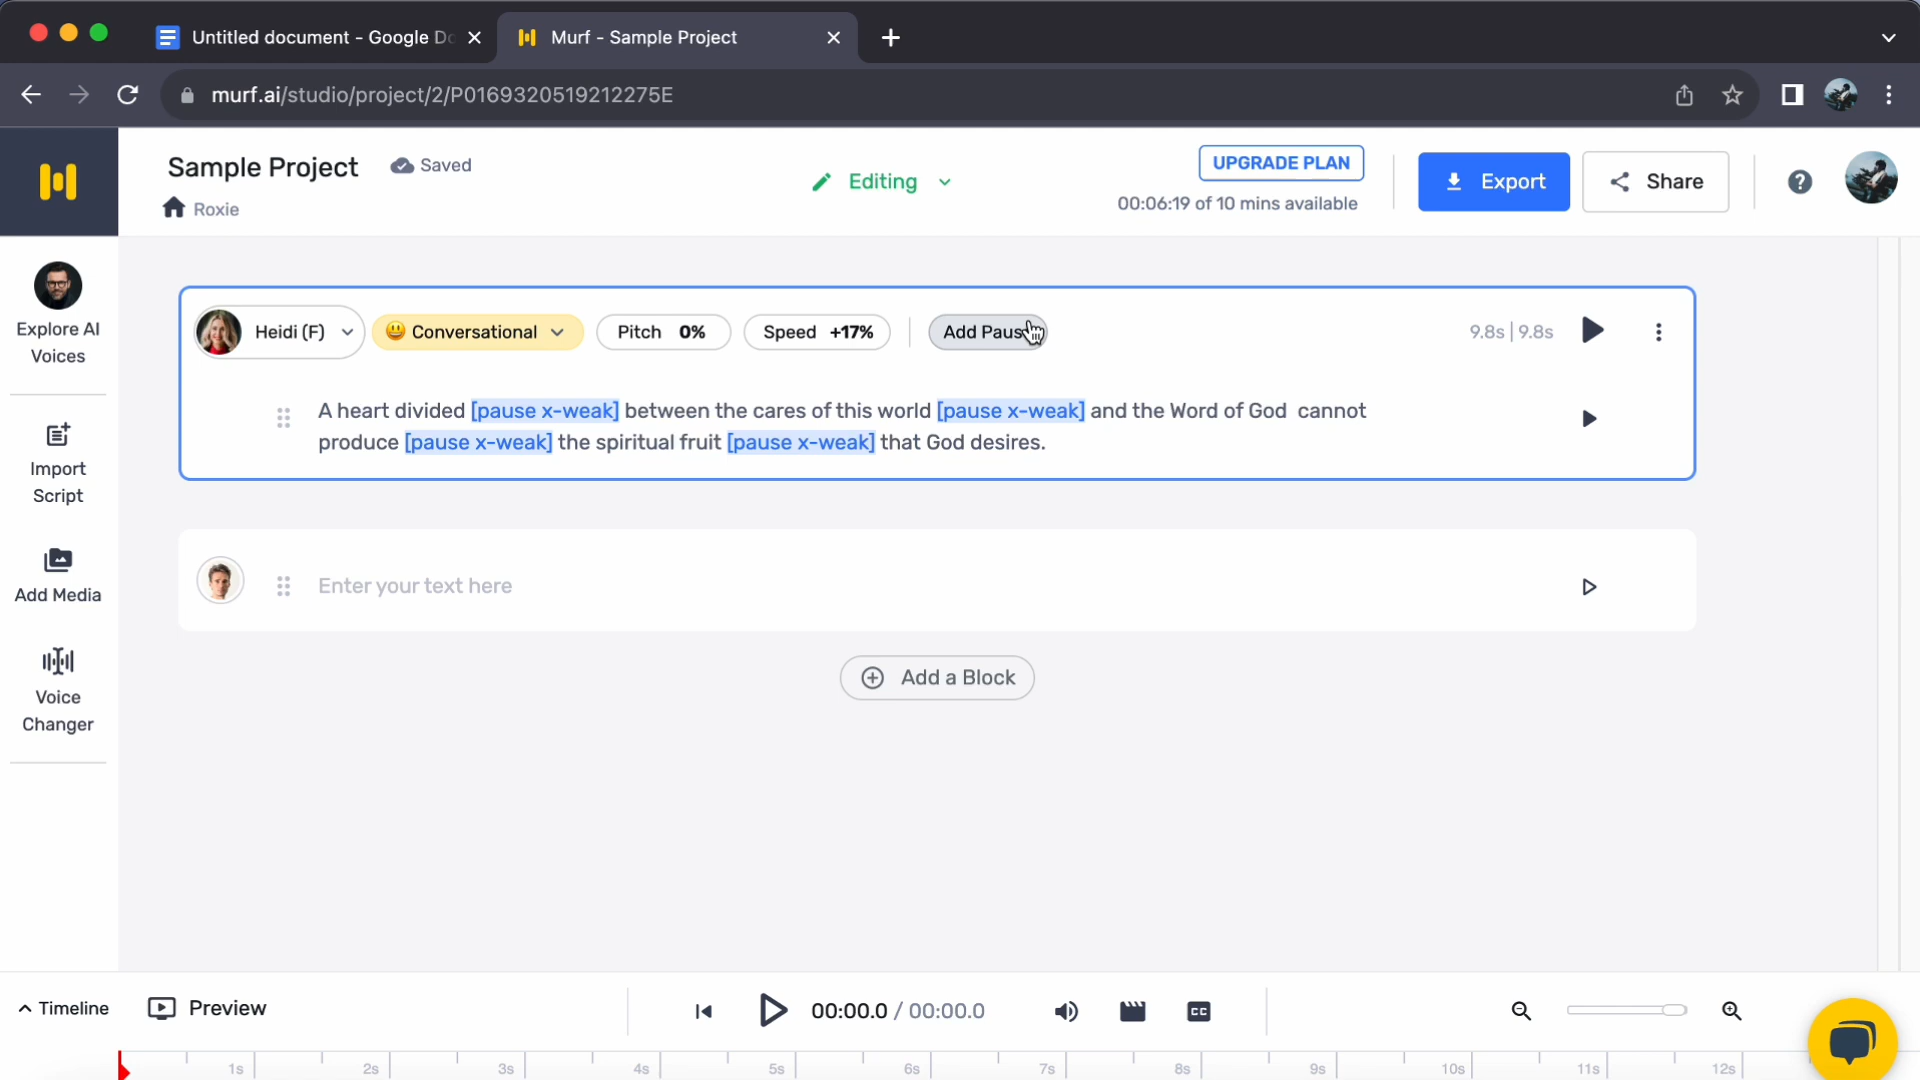 Untitled document - Google Do
Murf - Sample Project
murf.ai/studio/project/2/P0169320519212275E
Sample Project
Saved
Roxie
Editing
UPGRADE PLAN
00:06:19 of 10 mins available
Export
Share
Explore AI
Voices
Import
Script
Add Media
Voice
Changer
Heidi (F)
Conversational
Pitch 0%
Speed +17%
Add Paus
9.8s | 9.8s
A heart divided [pause x-weak] between the cares of this world [pause x-weak] and the Word of God cannot
produce [pause x-weak] the spiritual fruit [pause x-weak] that God desires.
Enter your text here
Add a Block
Timeline
Preview
00:00.0 / 00:00.0
CC
1s 2s 3s 4s 5s 6s 7s 8s 9s 10s 11s 12s